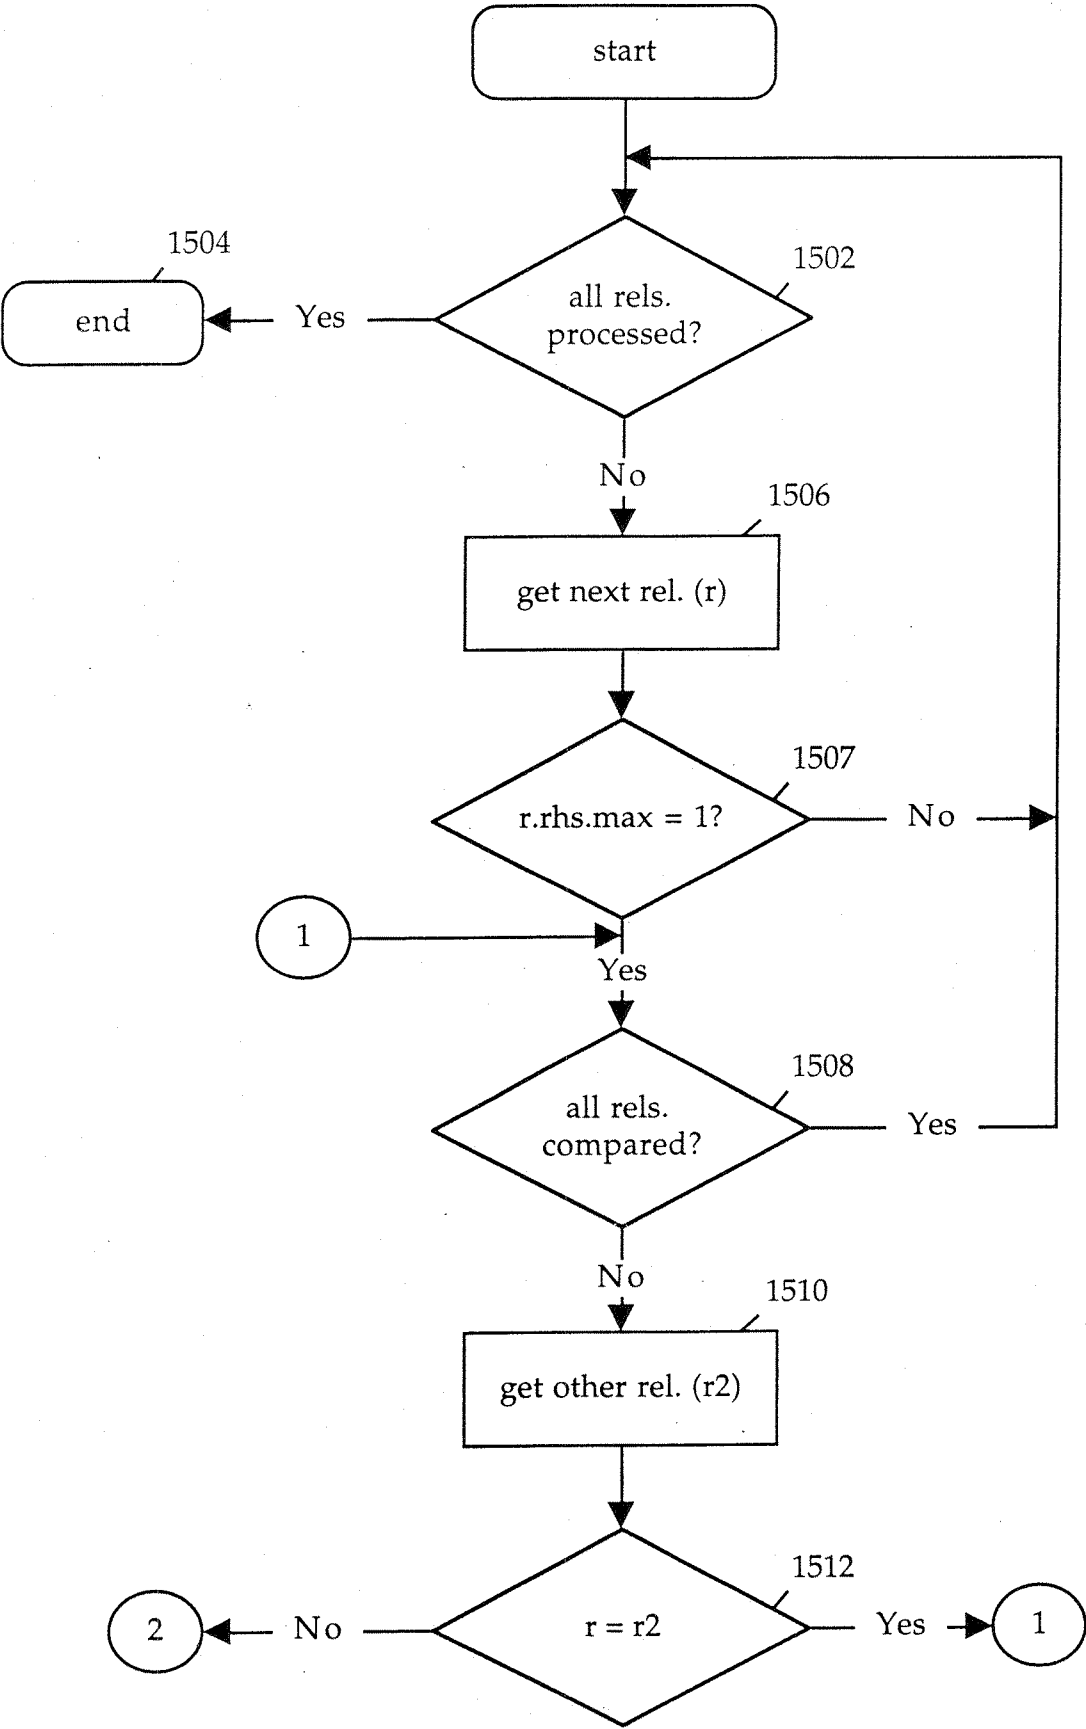 start
1504
1502
end
Yes
all rels.
processed?
No
1506
get next rel. (r)
1507
r.rhs.max = 1?
No
1
Yes
1508
all rels.
compared?
Yes
No
1510
get other rel. (r2)
1512
2
No
r = r2
Yes
1